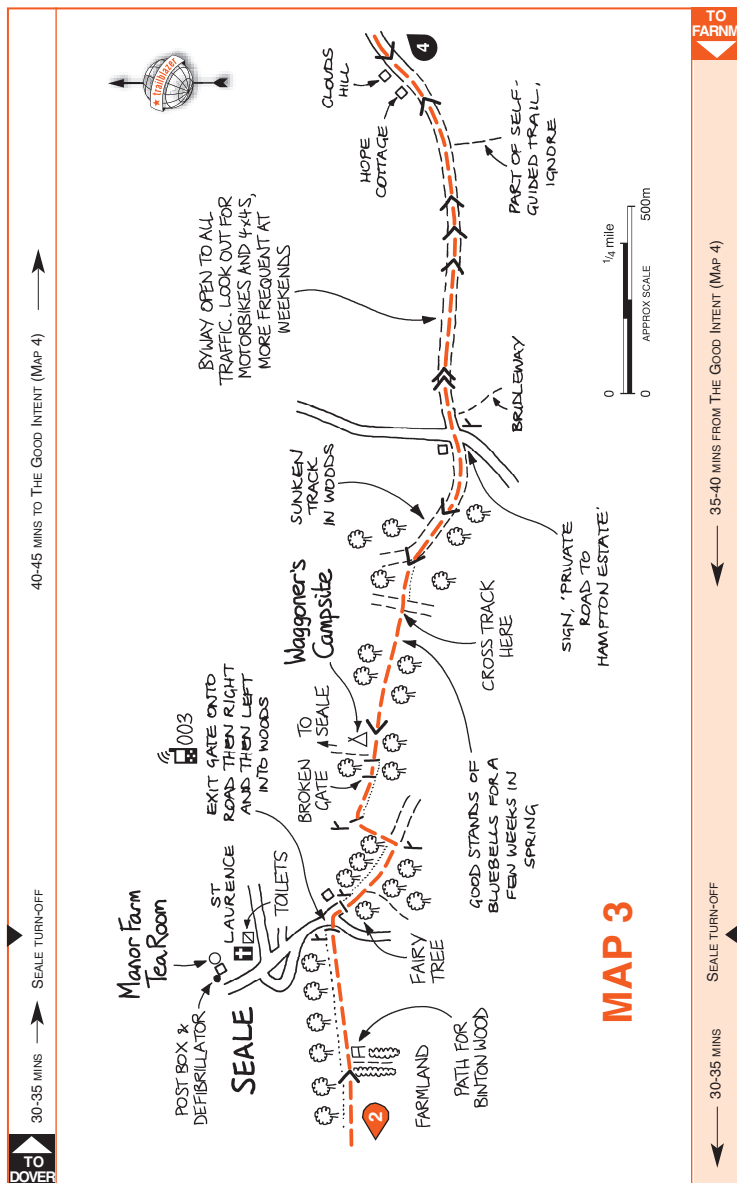 TO
DOVER
30-35 MINS
SEALE TURN-OFF
40-45 MINS TO THE GOOD INTENT (MAP 4)
★ trailblazer
003
Manor Farm
Tea Room
POST BOX &
DEFIBRILLATOR
SEALE
ST
LAURENCE
TOILETS
EXIT GATE ONTO
ROAD THEN RIGHT
AND THEN LEFT
INTO WOODS
BROKEN
GATE
TO
SEALE
Waggoner's
Campsite
SUNKEN
TRACK
IN WOODS
BYWAY OPEN TO ALL
TRAFFIC. LOOK OUT FOR
MOTORBIKES AND 4x4S,
MORE FREQUENT AT
WEEKENDS
CLOUDS
HILL
HOPE
COTTAGE
4
2
FARMLAND
PATH FOR
BINTON WOOD
FAIRY
TREE
GOOD STANDS OF
BLUEBELLS FOR A
FEW WEEKS IN
SPRING
CROSS TRACK
HERE
SIGN, 'PRIVATE
ROAD TO
HAMPTON ESTATE'
BRIDLEWAY
PART OF SELF-
GUIDED TRAIL,
IGNORE
0
1/4 mile
APPROX SCALE
0
500m
MAP 3
30-35 MINS
SEALE TURN-OFF
35-40 MINS FROM THE GOOD INTENT (MAP 4)
TO
FARNM